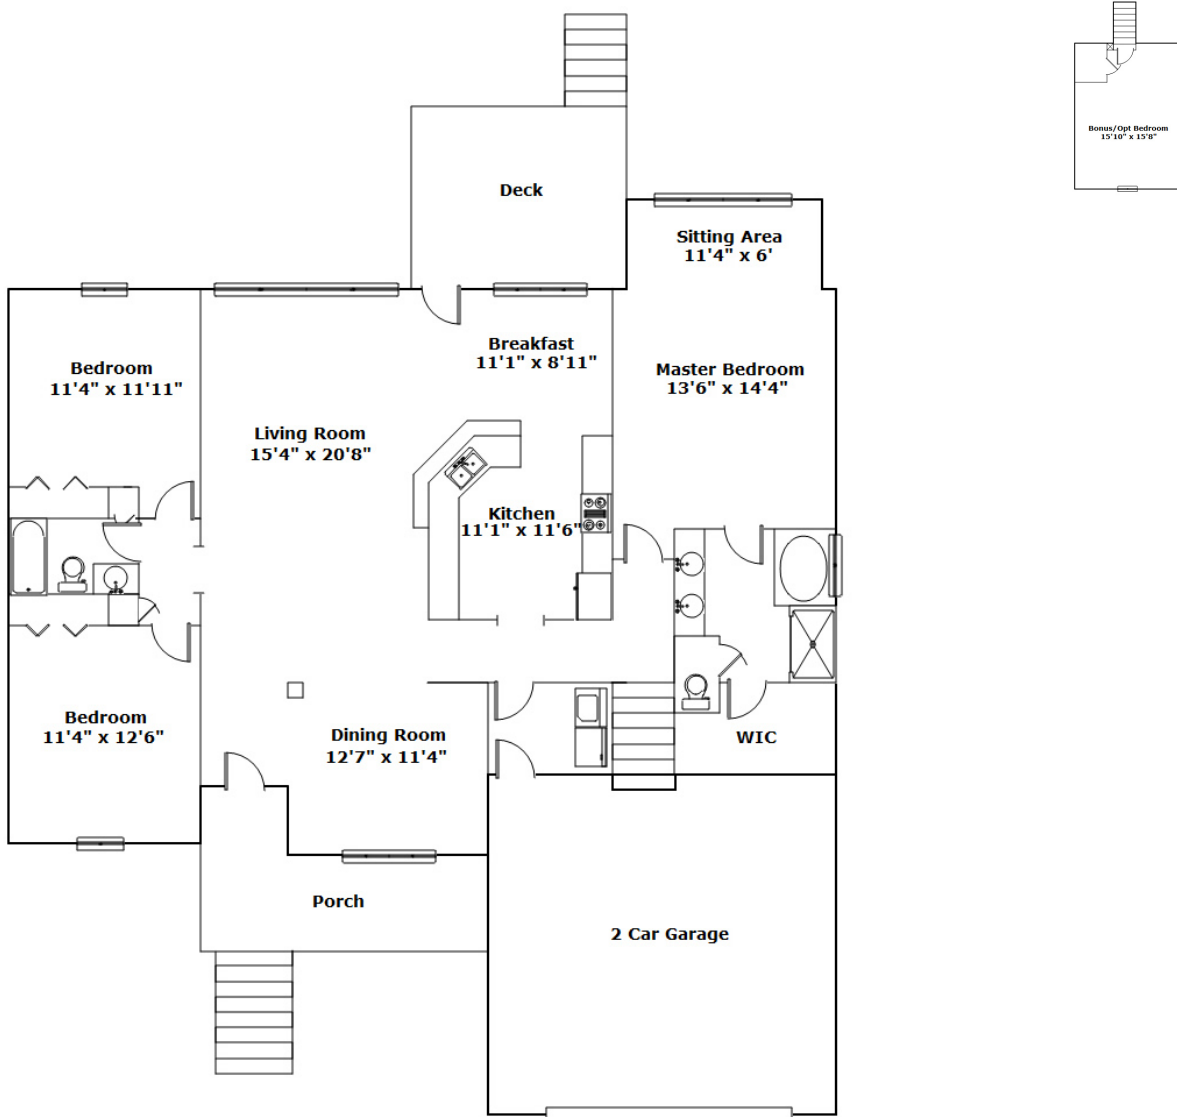 Bonus/Opt Bedroom
15'10" x 15'8"
Deck
Sitting Area
11'4" x 6'
Breakfast
11'1" x 8'11"
Bedroom
11'4" x 11'11"
Master Bedroom
13'6" x 14'4"
Living Room
15'4" x 20'8"
Kitchen
11'1" x 11'6"
Bedroom
11'4" x 12'6"
Dining Room
12'7" x 11'4"
WIC
Porch
2 Car Garage